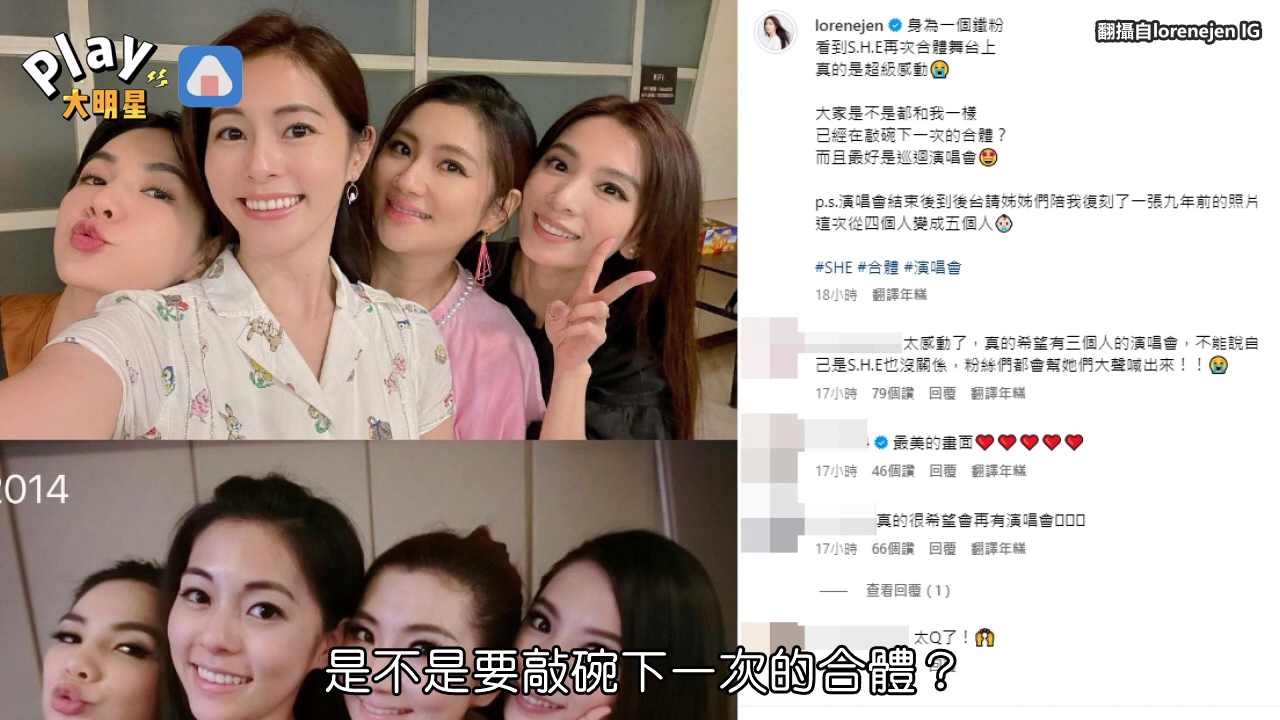 Play
大明星
2014
lorenejen 身為一個鐵粉
看到S.H.E再次合體舞台上
真的是超級感動😭
大家是不是都和我一樣
已經在敲碗下一次的合體？
而且最好是巡迴演唱會🤩
p.s.演唱會結束後到後台請姊姊們陪我復刻了一張九年前的照片
這次從四個人變成五個人👶🏻
#SHE #合體 #演唱會
18小時 翻譯年糕
翻攝自lorenejen IG
太感動了，真的希望有三個人的演唱會，不能說自
己是S.H.E也沒關係，粉絲們都會幫她們大聲喊出來！！😭
17小時 79個讚 回覆 翻譯年糕
最美的畫面❤❤❤❤❤
17小時 46個讚 回覆 翻譯年糕
真的很希望會再有演唱會
17小時 66個讚 回覆 翻譯年糕
查看回覆 (1)
太Q了！🙌
是不是要敲碗下一次的合體？